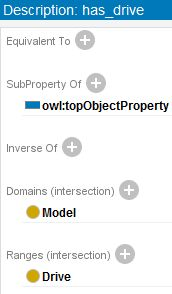 Description: has_drive
Equivalent To
SubProperty Of
owl:topObjectProperty
Inverse Of
Domains (intersection)
Model
Ranges (intersection)
Drive